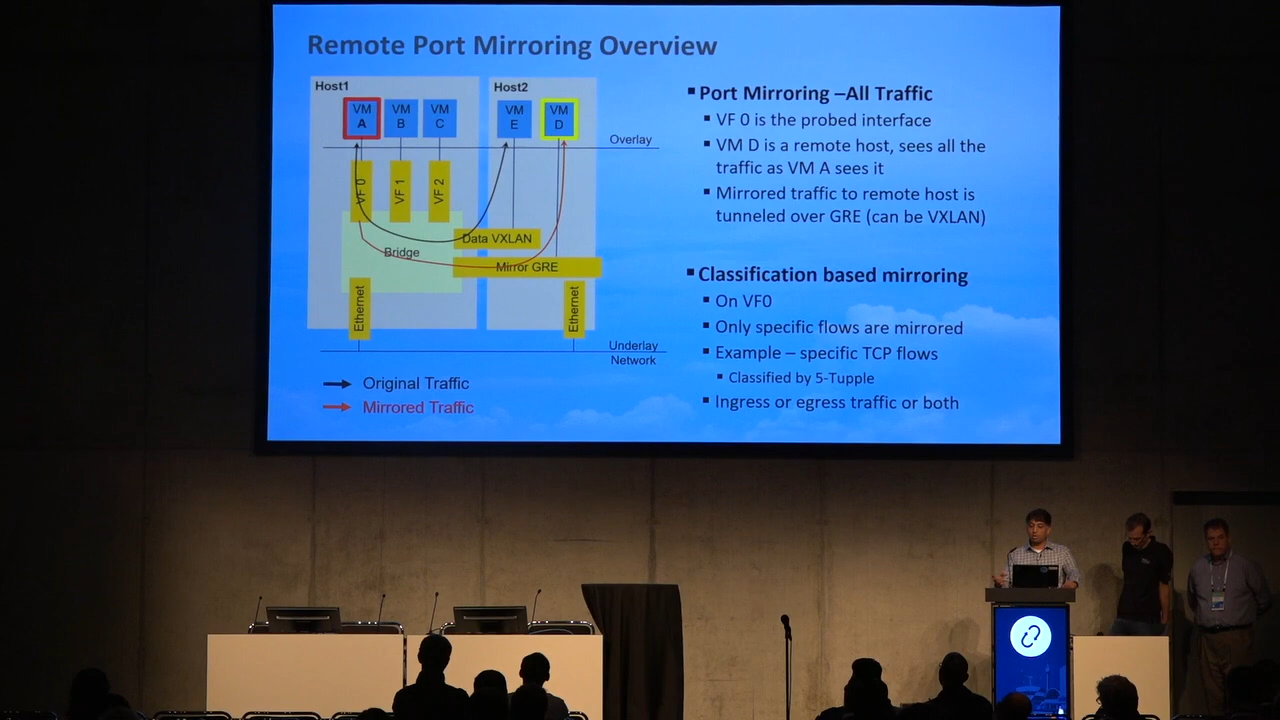 Remote Port Mirroring Overview
Host1
Host2
VM A
VM B
VM C
VM E
VM D
Overlay
VF 0
VF 1
VF 2
Data VXLAN
Bridge
Mirror GRE
Ethernet
Ethernet
Underlay
Network
Original Traffic
Mirrored Traffic
▪ Port Mirroring –All Traffic
▪ VF 0 is the probed interface
▪ VM D is a remote host, sees all the
traffic as VM A sees it
▪ Mirrored traffic to remote host is
tunneled over GRE (can be VXLAN)
▪ Classification based mirroring
▪ On VF0
▪ Only specific flows are mirrored
▪ Example – specific TCP flows
▪ Classified by 5-Tupple
▪ Ingress or egress traffic or both